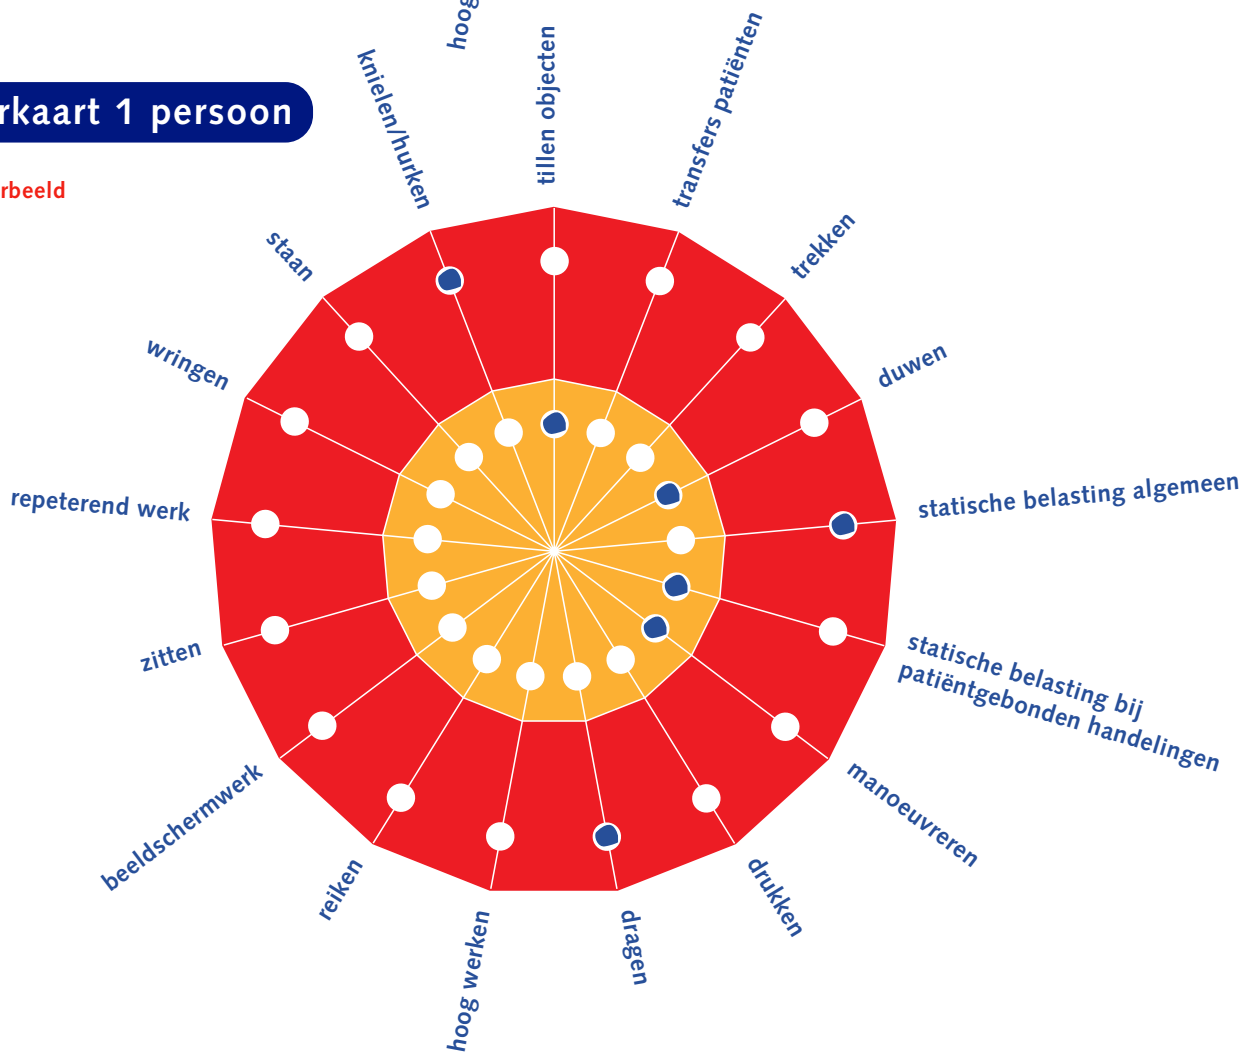 hoog
rkaart 1 persoon
rbeeld
tillen objecten
transfers patiënten
trekken
duwen
statische belasting algemeen
statische belasting bij
patiëntgebonden handelingen
manoeuvreren
drukken
dragen
hoog werken
reiken
beeldschermwerk
zitten
repeterend werk
wringen
staan
knielen/hurken